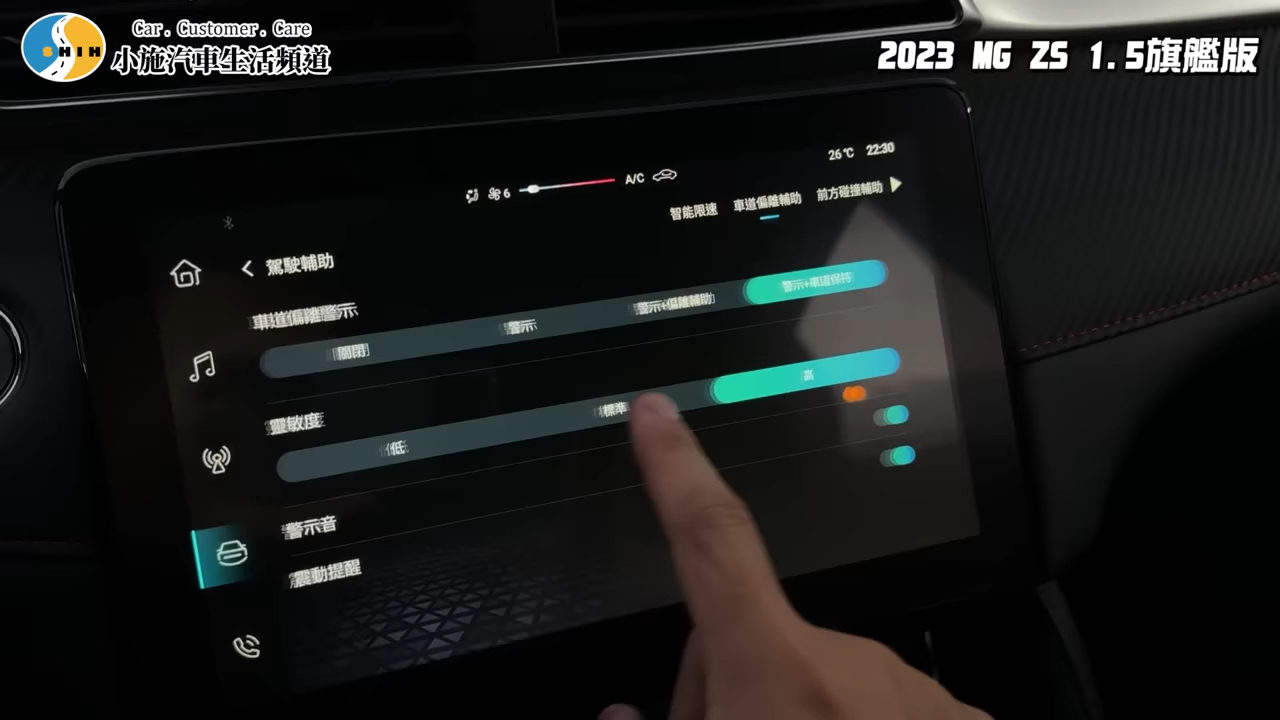 Car. Customer. Care
SHIH
小施汽車生活頻道
2023 MG ZS 1.5旗艦版
6
A/C
26℃ 22:30
智能限速 車道偏離輔助 前方碰撞輔助
駕駛輔助
車道偏離警示
關閉 警示 警示+偏離輔助 警示+車道保持
靈敏度
低 標準 高
警示音
震動提醒